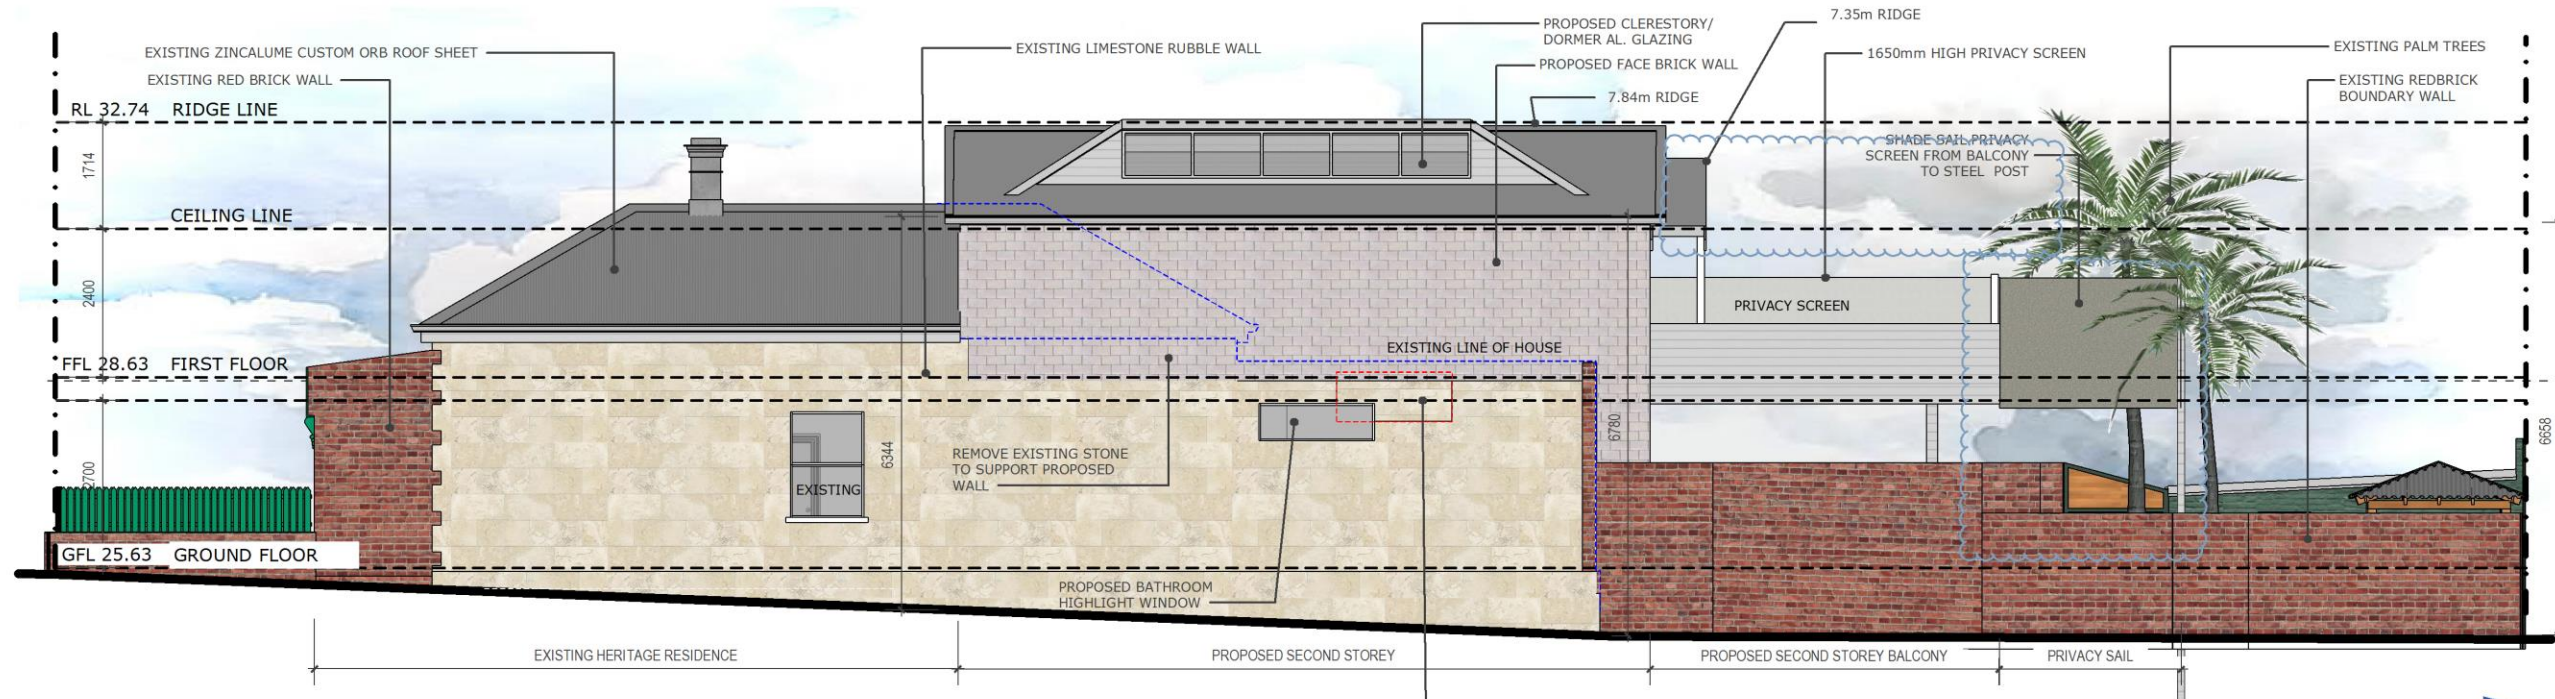 EXISTING ZINCALUME CUSTOM ORB ROOF SHEET
EXISTING RED BRICK WALL
EXISTING LIMESTONE RUBBLE WALL
PROPOSED CLERESTORY/
DORMER AL. GLAZING
PROPOSED FACE BRICK WALL
7.84m RIDGE
7.35m RIDGE
1650mm HIGH PRIVACY SCREEN
EXISTING PALM TREES
EXISTING REDBRICK
BOUNDARY WALL
RL 32.74 RIDGE LINE
SHADE SAIL PRIVACY
SCREEN FROM BALCONY
TO STEEL POST
1714
CEILING LINE
2400
PRIVACY SCREEN
EXISTING LINE OF HOUSE
FFL 28.63 FIRST FLOOR
2700
6344
6780
6658
REMOVE EXISTING STONE
TO SUPPORT PROPOSED
WALL
EXISTING
GFL 25.63 GROUND FLOOR
PROPOSED BATHROOM
HIGHLIGHT WINDOW
EXISTING HERITAGE RESIDENCE
PROPOSED SECOND STOREY
PROPOSED SECOND STOREY BALCONY
PRIVACY SAIL